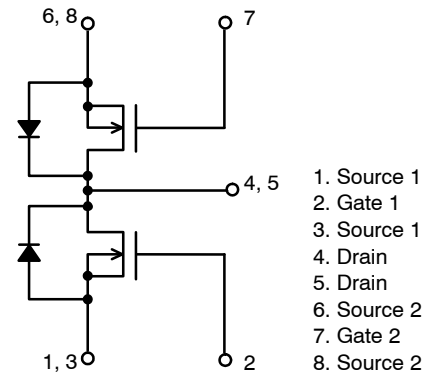 6, 8
7
4, 5
1, 3
2
1. Source 1
2. Gate 1
3. Source 1
4. Drain
5. Drain
6. Source 2
7. Gate 2
8. Source 2